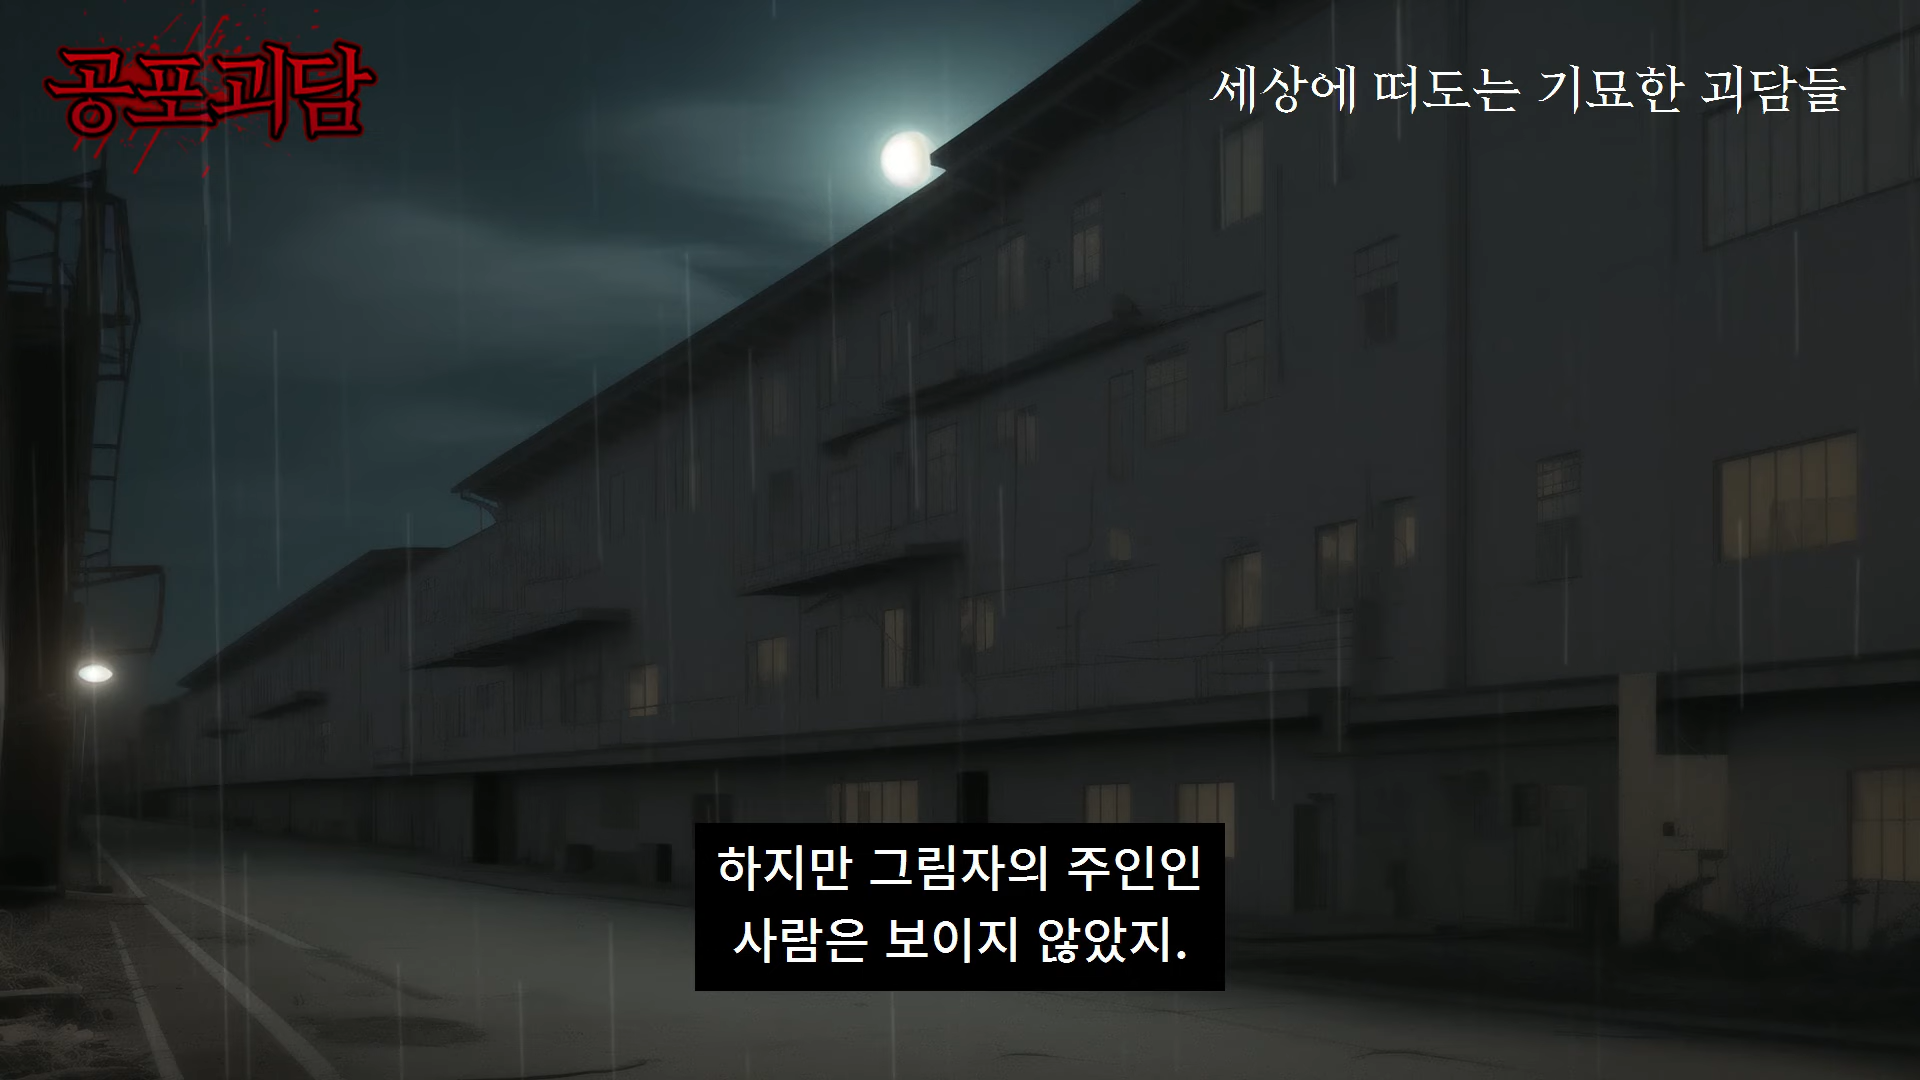 공포괴담
세상에 떠도는 기묘한 괴담들
하지만 그림자의 주인인
사람은 보이지 않았지.